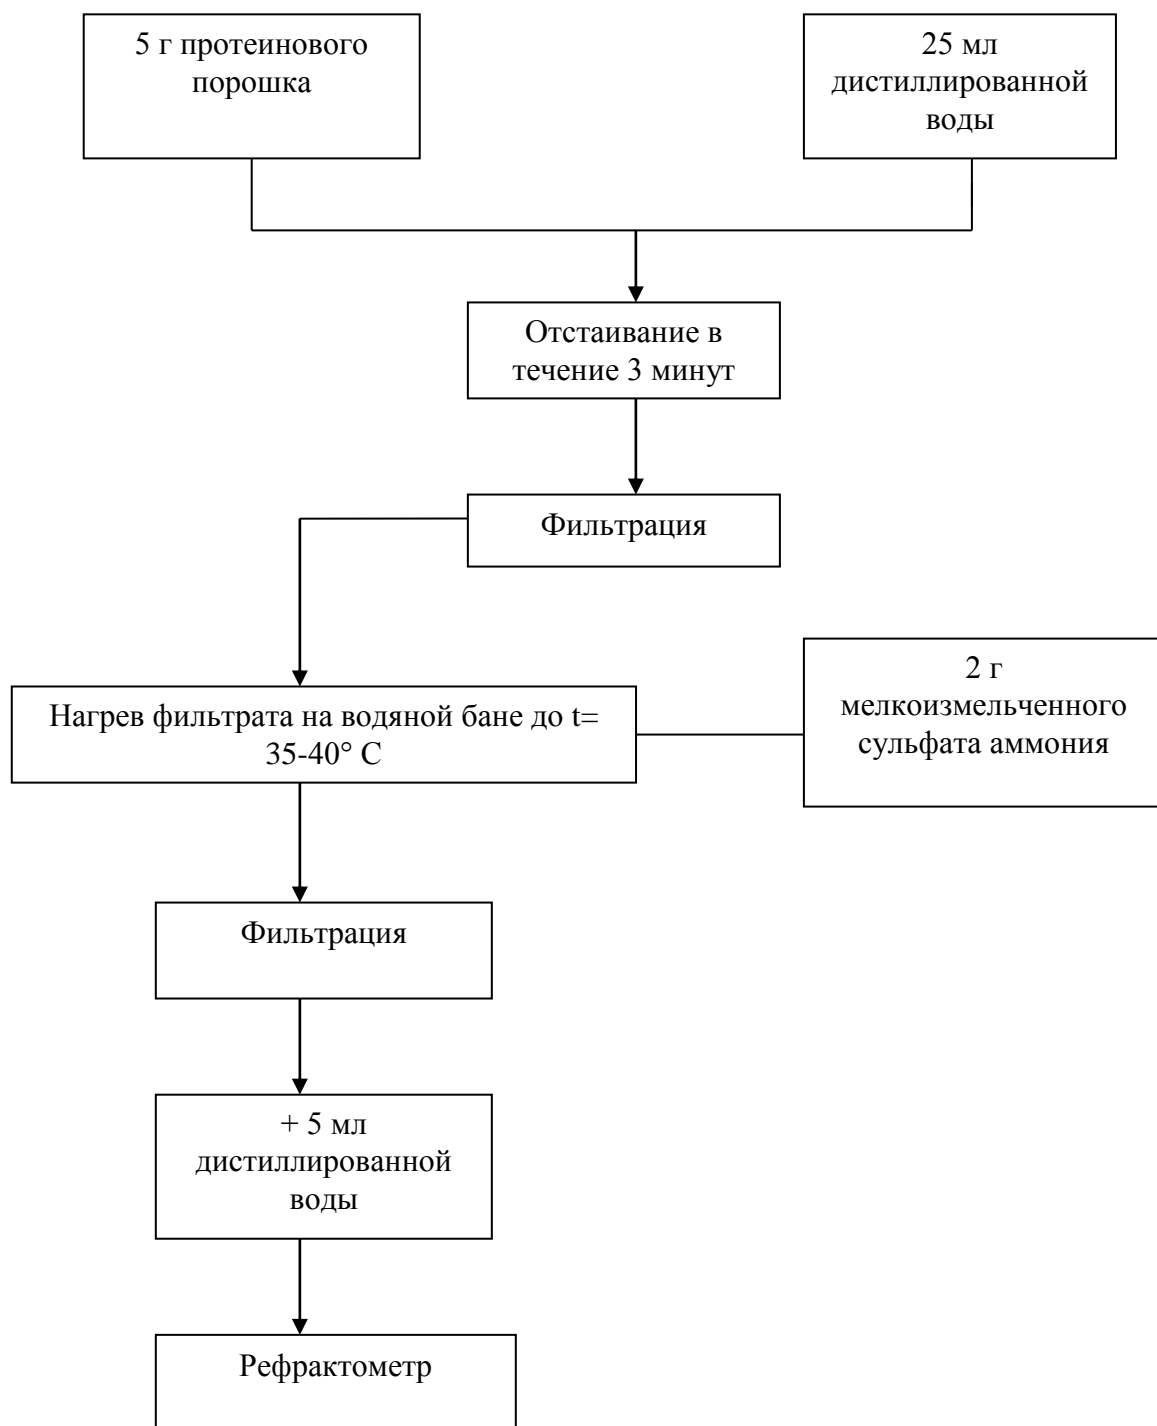 5 г протеинового
порошка
25 мл
дистиллированной
воды
Отстаивание в
течение 3 минут
Фильтрация
Нагрев фильтрата на водяной бане до t=
35-40° С
2 г
мелкоизмельченного
сульфата аммония
Фильтрация
+ 5 мл
дистиллированной
воды
Рефрактометр